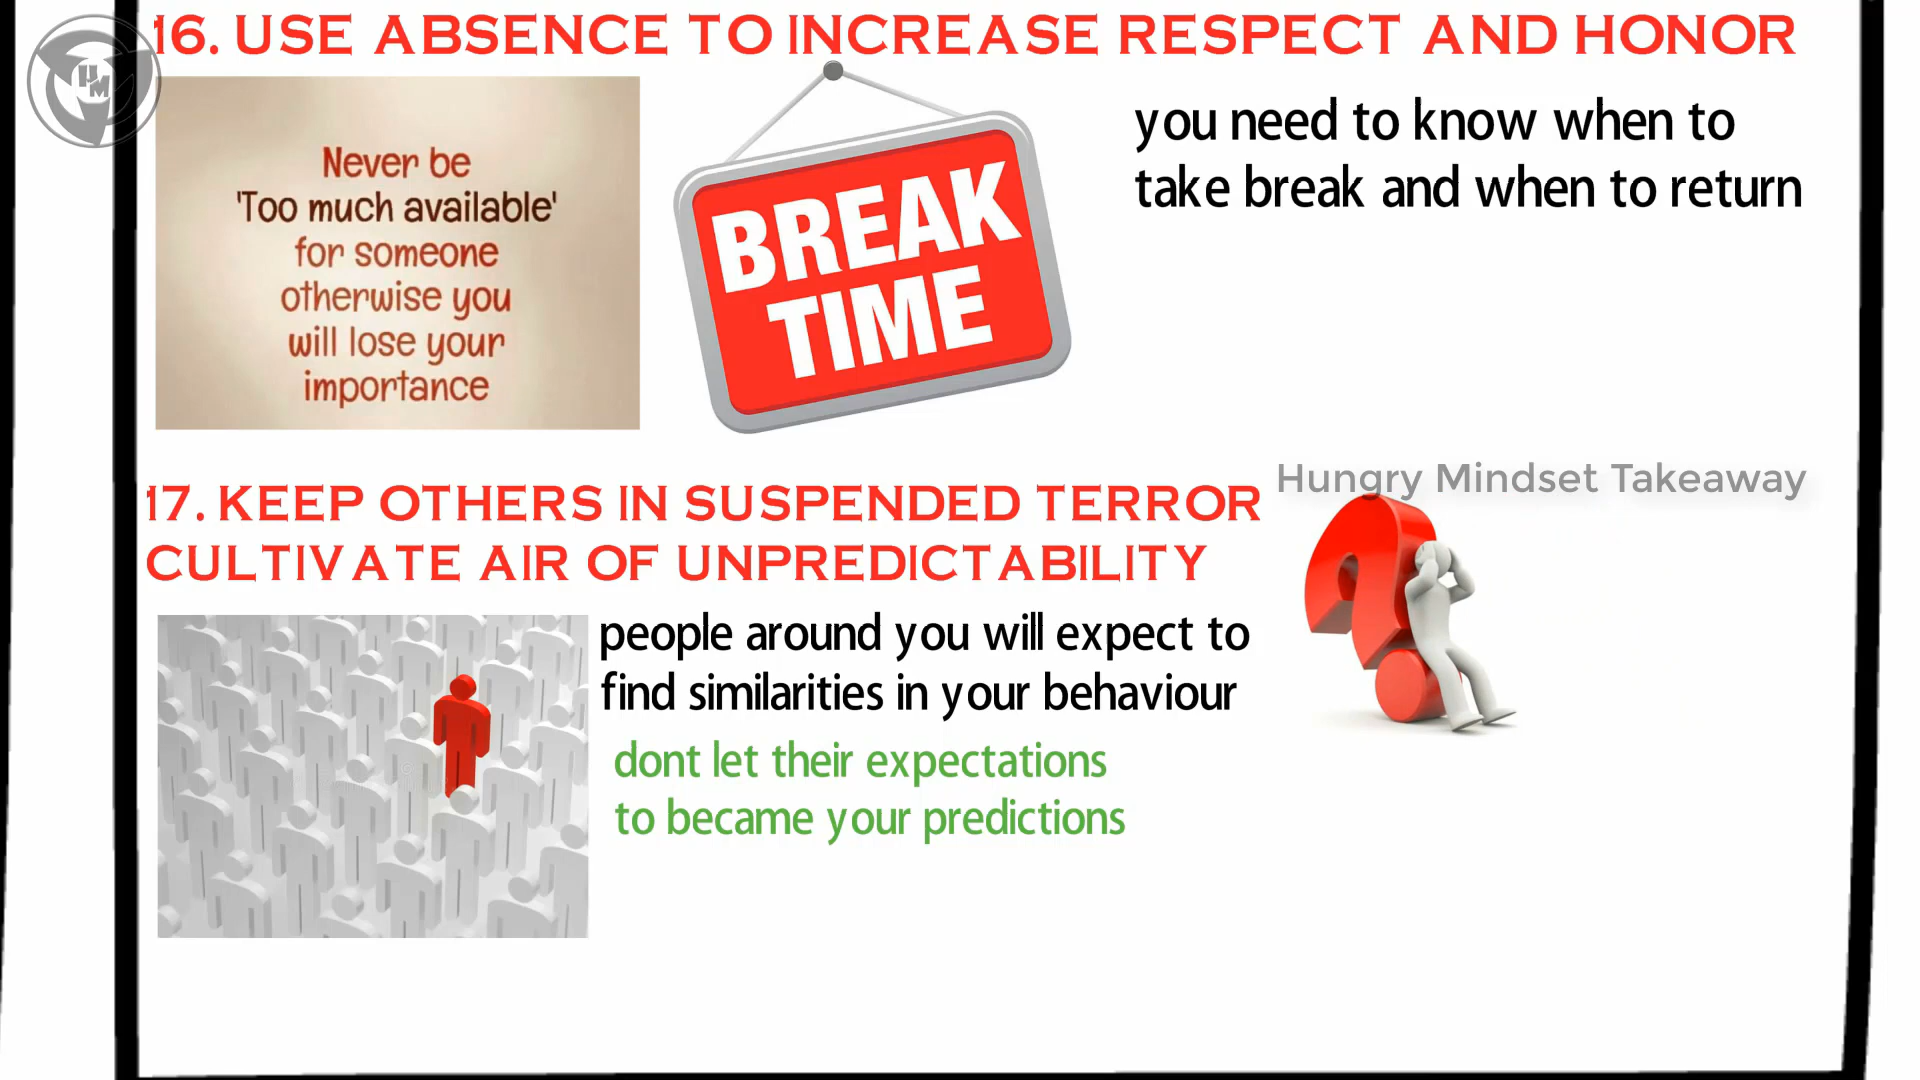 16. USE ABSENCE TO INCREASE RESPECT AND HONOR
HM
Never be
'Too much available'
for someone
otherwise you
will lose your
importance
BREAK
TIME
you need to know when to
take break and when to return
Hungry Mindset Takeaway
17. KEEP OTHERS IN SUSPENDED TERROR
CULTIVATE AIR OF UNPREDICTABILITY
people around you will expect to
find similarities in your behaviour
dont let their expectations
to became your predictions